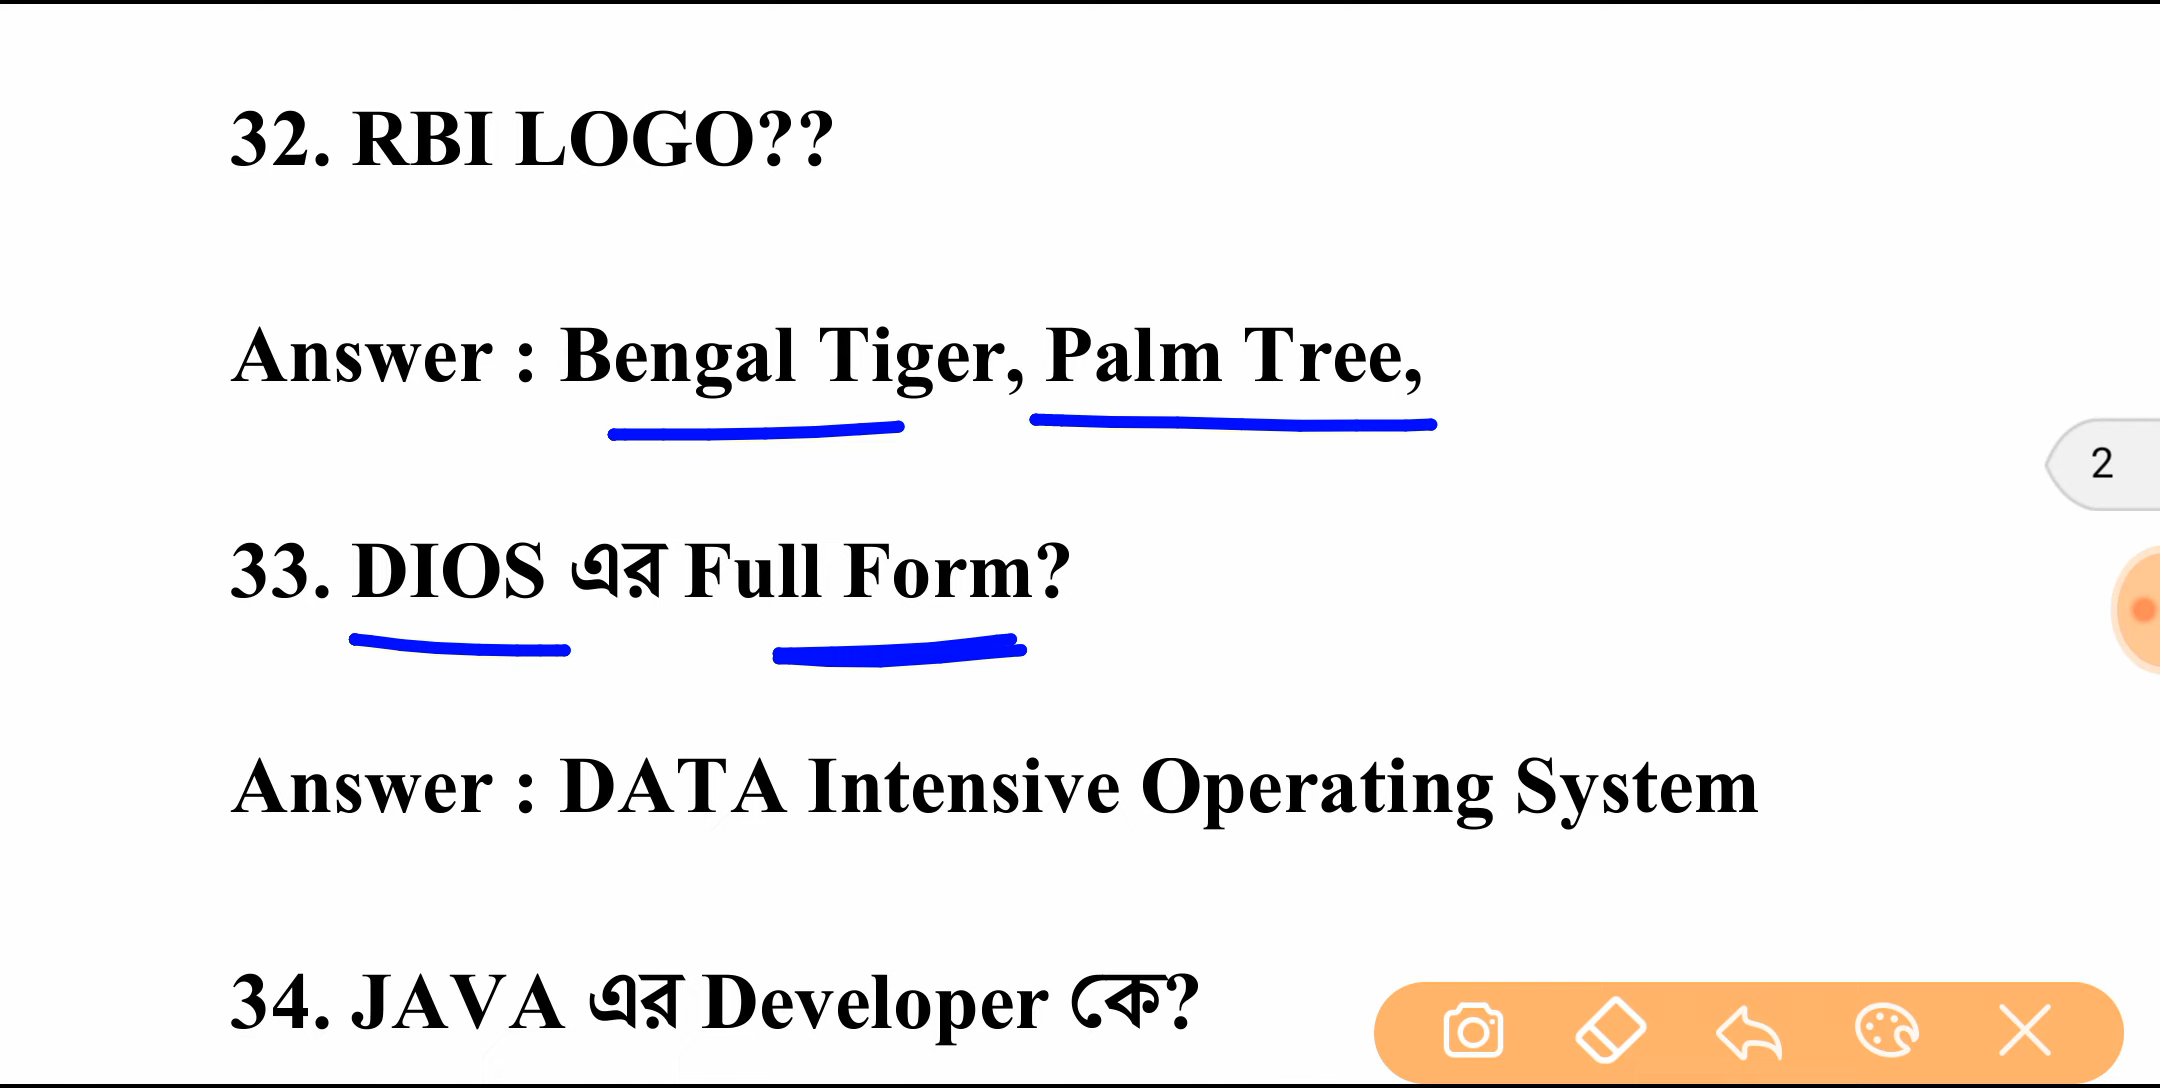 32. RBI LOGO??
Answer : Bengal Tiger, Palm Tree,
2
33. DIOS এর Full Form?
Answer : DATA Intensive Operating System
34. JAVA এর Developer কে?